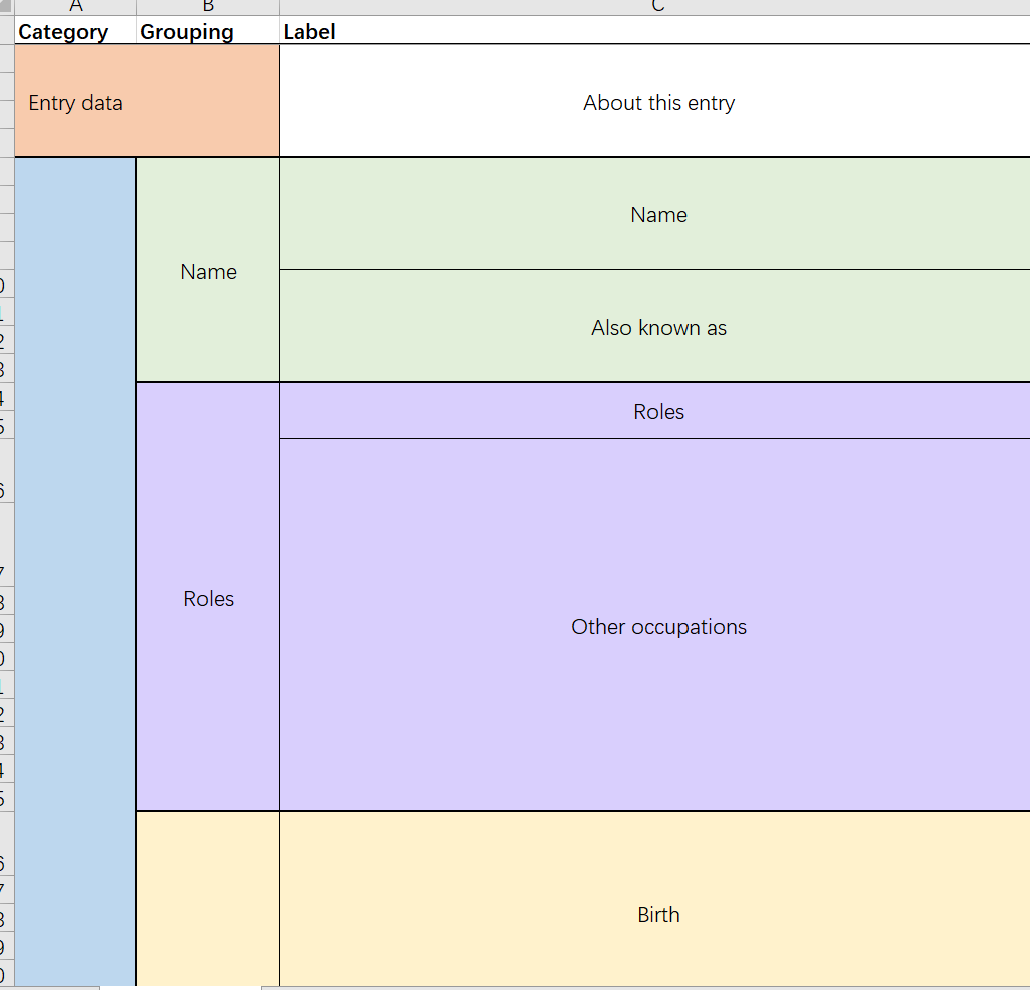 A B C
Category Grouping Label
Entry data About this entry
Name
Name
Also known as
Roles
Roles
Other occupations
Birth